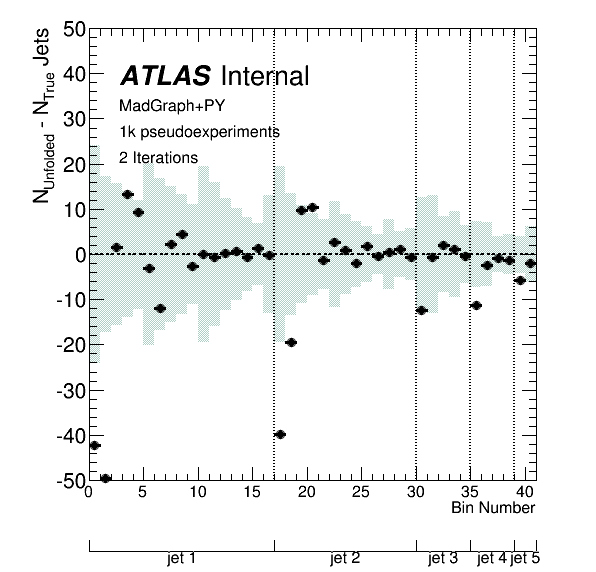 N_Unfolded - N_True Jets
50
40
30
20
10
0
-10
-20
-30
-40
-50
ATLAS Internal
MadGraph+PY
1k pseudoexperiments
2 Iterations
0 5 10 15 20 25 30 35 40
Bin Number
jet 1 jet 2 jet 3 jet 4 jet 5